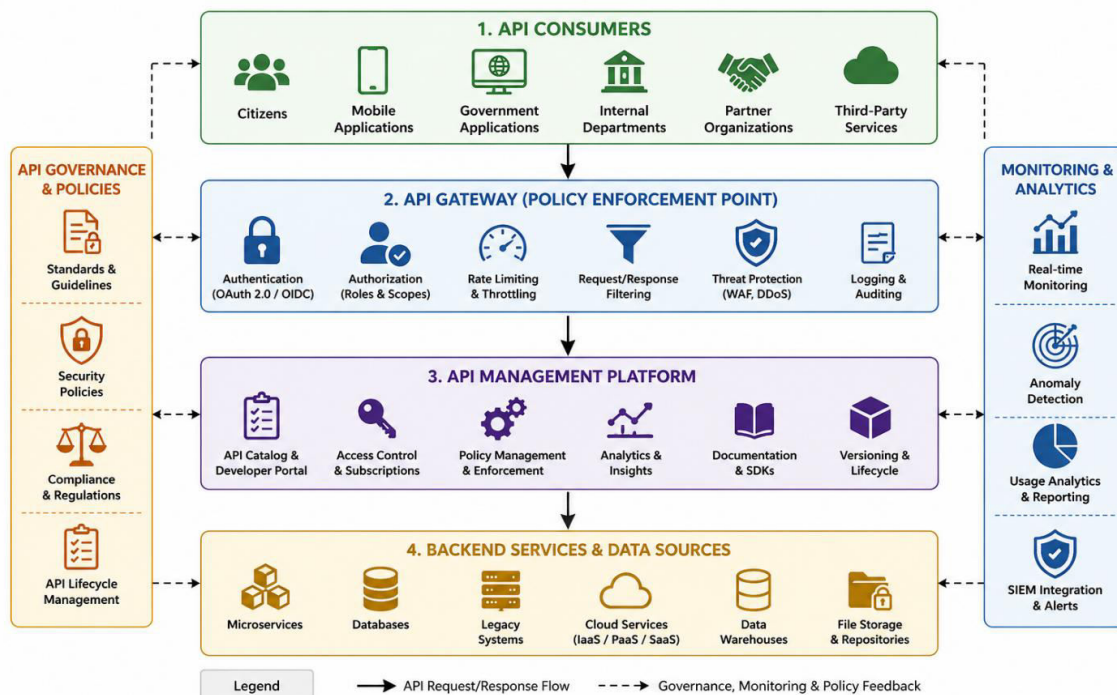 1. API CONSUMERS
Citizens
Mobile
Applications
Government
Applications
Internal
Departments
Partner
Organizations
Third-Party
Services
API GOVERNANCE
& POLICIES
Standards &
Guidelines
Security
Policies
Compliance
& Regulations
API Lifecycle
Management
2. API GATEWAY (POLICY ENFORCEMENT POINT)
Authentication
(OAuth 2.0 / OIDC)
Authorization
(Roles & Scopes)
Rate Limiting
& Throttling
Request/Response
Filtering
Threat Protection
(WAF, DDoS)
Logging &
Auditing
3. API MANAGEMENT PLATFORM
API Catalog &
Developer Portal
Access Control
& Subscriptions
Policy Management
& Enforcement
Analytics &
Insights
Documentation
& SDKs
Versioning &
Lifecycle
4. BACKEND SERVICES & DATA SOURCES
Microservices
Databases
Legacy
Systems
Cloud Services
(IaaS / PaaS / SaaS)
Data
Warehouses
File Storage
& Repositories
MONITORING &
ANALYTICS
Real-time
Monitoring
Anomaly
Detection
Usage Analytics
& Reporting
SIEM Integration
& Alerts
Legend
API Request/Response Flow
Governance, Monitoring & Policy Feedback